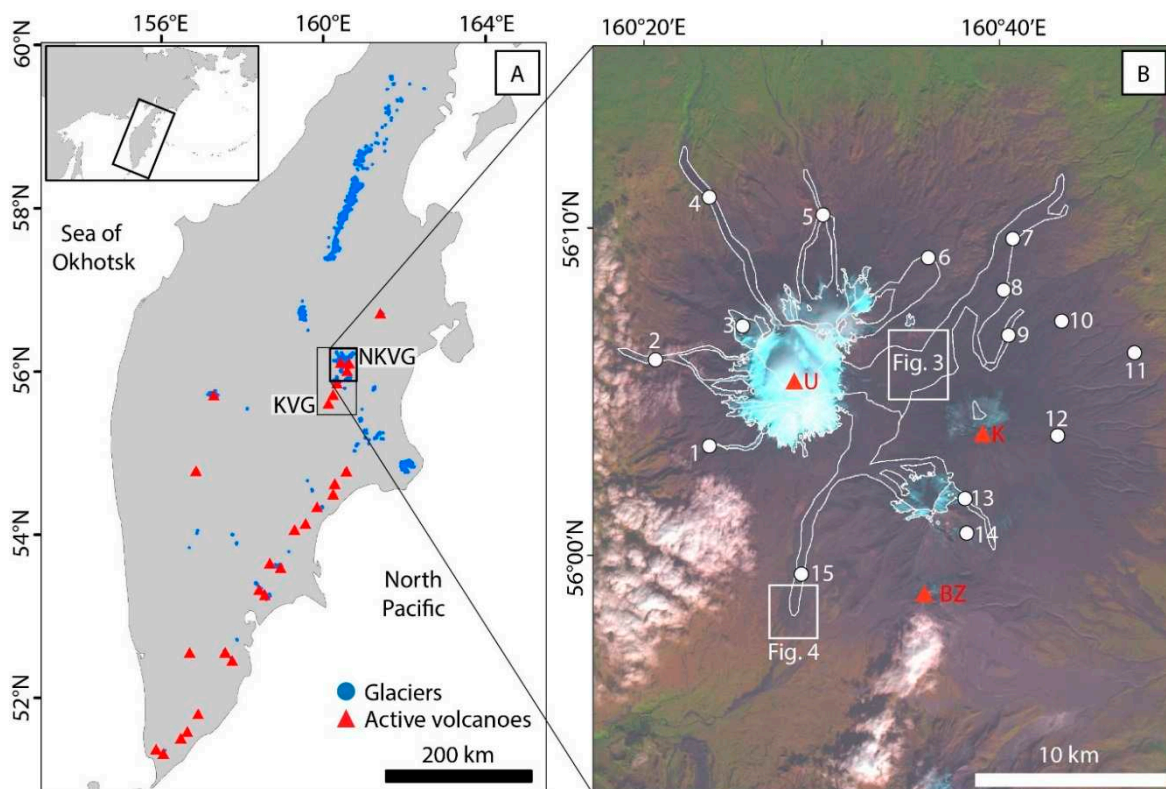 156°E
160°E
164°E
60°N
58°N
56°N
54°N
52°N
A
Sea of
Okhotsk
NKVG
KVG
North
Pacific
Glaciers
Active volcanoes
200 km
160°20'
160°40'
56°10'
56°00'
B
4
5
6
7
8
3
2
9
10
11
Fig. 3
U
K
12
1
13
14
15
BZ
Fig. 4
10 km